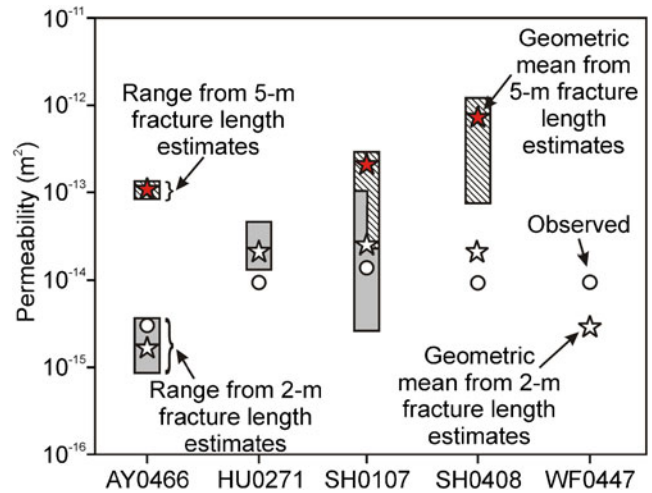 10⁻¹¹
10⁻¹²
10⁻¹³
10⁻¹⁴
10⁻¹⁵
10⁻¹⁶
Permeability (m²)
Range from 5-m
fracture length
estimates
Geometric
mean from
5-m fracture
length
estimates
Observed
Range from 2-m
fracture length
estimates
Geometric
mean from 2-m
fracture length
estimates
AY0466 HU0271 SH0107 SH0408 WF0447